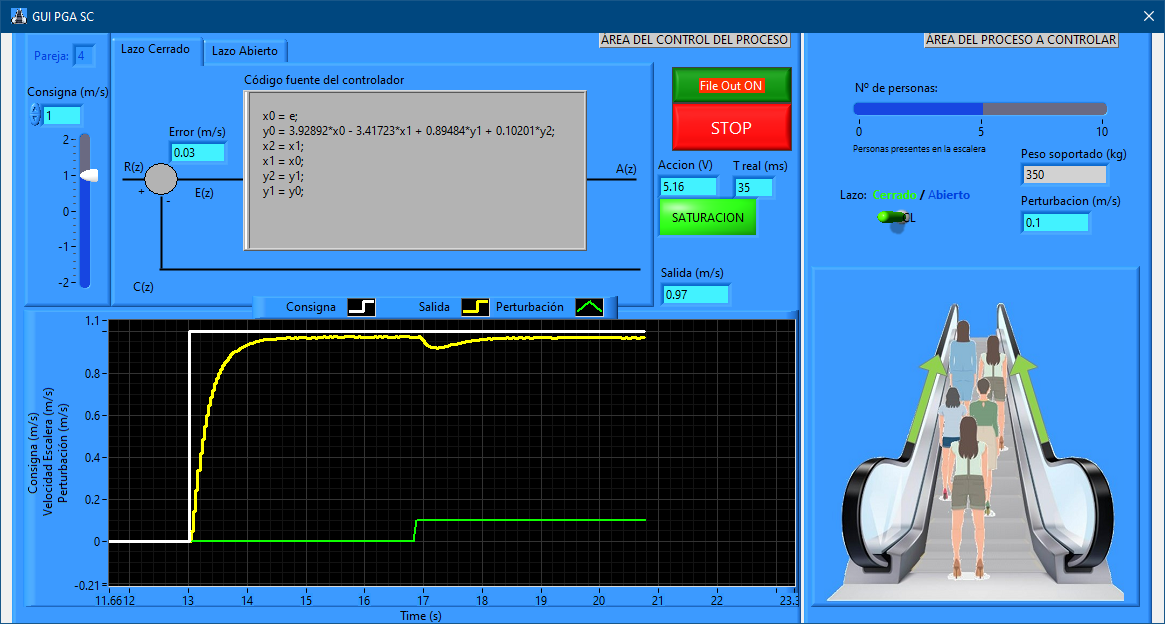 GUI PGA SC
Lazo Cerrado
Lazo Abierto
ÁREA DEL CONTROL DEL PROCESO
ÁREA DEL PROCESO A CONTROLAR
Pareja: 4
Código fuente del controlador
Consigna (m/s)
1
2
1
0
-1
-2
x0 = e;
y0 = 3.92892*x0 - 3.41723*x1 + 0.89484*y1 + 0.10201*y2;
x2 = x1;
x1 = x0;
y2 = y1;
y1 = y0;
Error (m/s)
0.03
R(z)
+
-
E(z)
A(z)
C(z)
File Out ON
STOP
Accion (V)
5.16
T real (ms)
35
SATURACION
Salida (m/s)
0.97
Nº de personas:
0 5 10
Personas presentes en la escalera
Peso soportado (kg)
350
Lazo: Cerrado / Abierto
OL
Perturbacion (m/s)
0.1
Consigna
Salida
Perturbación
Consigna (m/s)
Velocidad Escalera (m/s)
Perturbación (m/s)
1.1
0.8
0.6
0.4
0.2
0
-0.21
11.66 12 13 14 15 16 17 18 19 20 21 22 23.3
Time (s)